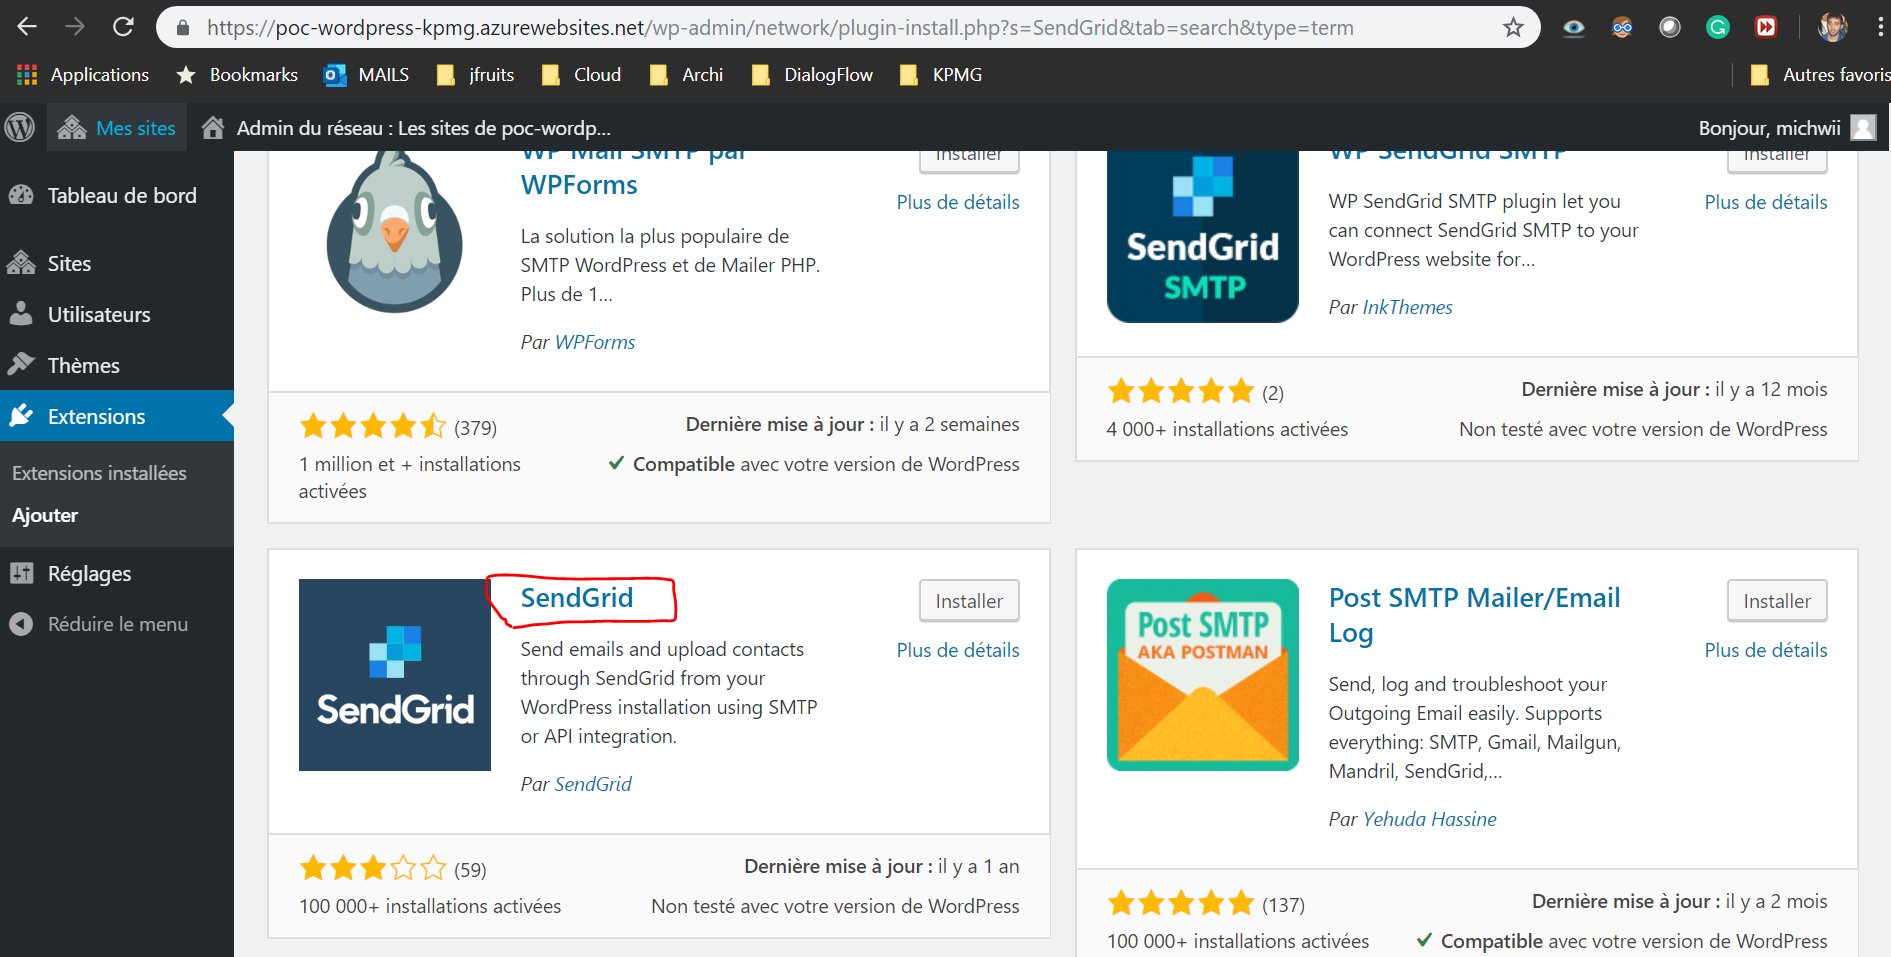 https://poc-wordpress-kpmg.azurewebsites.net/wp-admin/network/plugin-install.php?s=SendGrid&tab=search&type=term
Applications
Bookmarks
MAILS
jfruits
Cloud
Archi
DialogFlow
KPMG
Autres favoris
Mes sites
Admin du réseau : Les sites de poc-wordp...
Bonjour, michwii
Tableau de bord
Sites
Utilisateurs
Thèmes
Extensions
Extensions installées
Ajouter
Réglages
Réduire le menu
WP Mail SMTP par
WPForms
Installer
Plus de détails
La solution la plus populaire de
SMTP WordPress et de Mailer PHP.
Plus de 1…
Par WPForms
(379)
1 million et + installations
activées
Dernière mise à jour : il y a 2 semaines
Compatible avec votre version de WordPress
SendGrid
SMTP
WP SendGrid SMTP
Installer
Plus de détails
WP SendGrid SMTP plugin let you
can connect SendGrid SMTP to your
WordPress website for…
Par InkThemes
(2)
4 000+ installations activées
Dernière mise à jour : il y a 12 mois
Non testé avec votre version de WordPress
SendGrid
SendGrid
Installer
Plus de détails
Send emails and upload contacts
through SendGrid from your
WordPress installation using SMTP
or API integration.
Par SendGrid
(59)
100 000+ installations activées
Dernière mise à jour : il y a 1 an
Non testé avec votre version de WordPress
Post SMTP
AKA POSTMAN
Post SMTP Mailer/Email
Log
Installer
Plus de détails
Send, log and troubleshoot your
Outgoing Email easily. Supports
everything: SMTP, Gmail, Mailgun,
Mandril, SendGrid,…
Par Yehuda Hassine
(137)
100 000+ installations activées
Dernière mise à jour : il y a 2 mois
Compatible avec votre version de WordPress